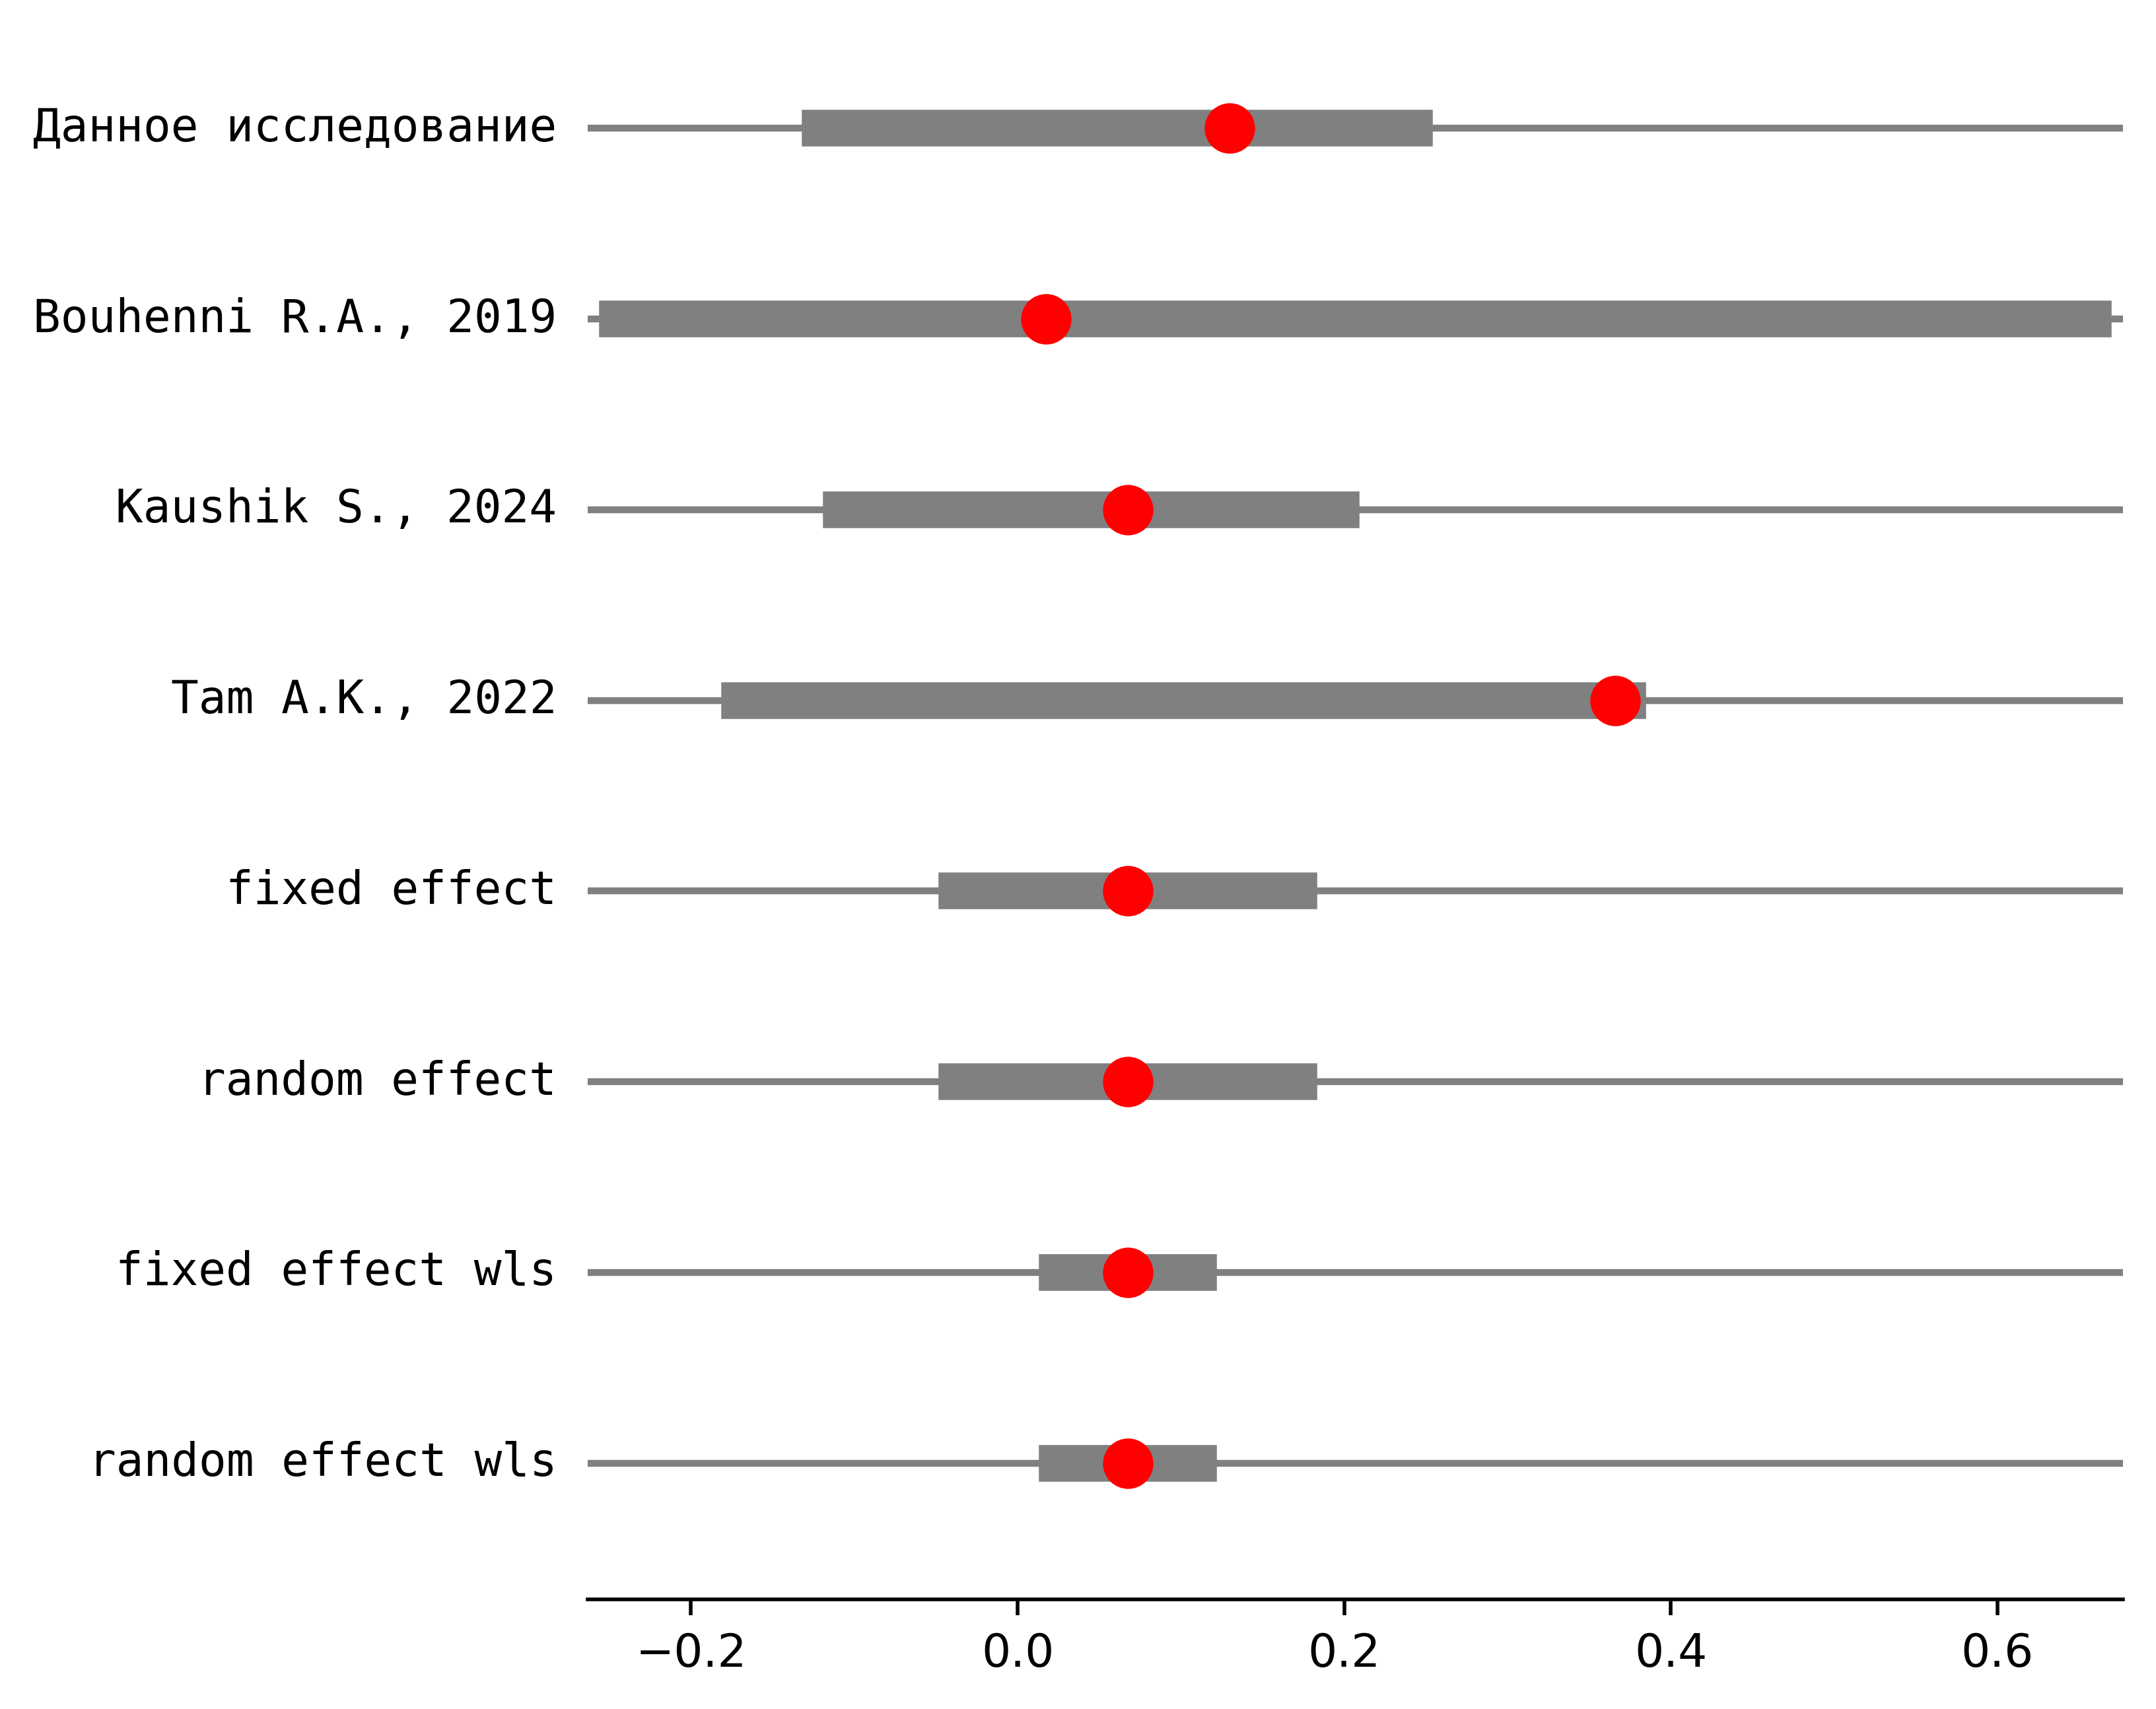 Данное исследование
Bouhenni R.A., 2019
Kaushik S., 2024
Tam A.K., 2022
fixed effect
random effect
fixed effect wls
random effect wls
−0.2 0.0 0.2 0.4 0.6